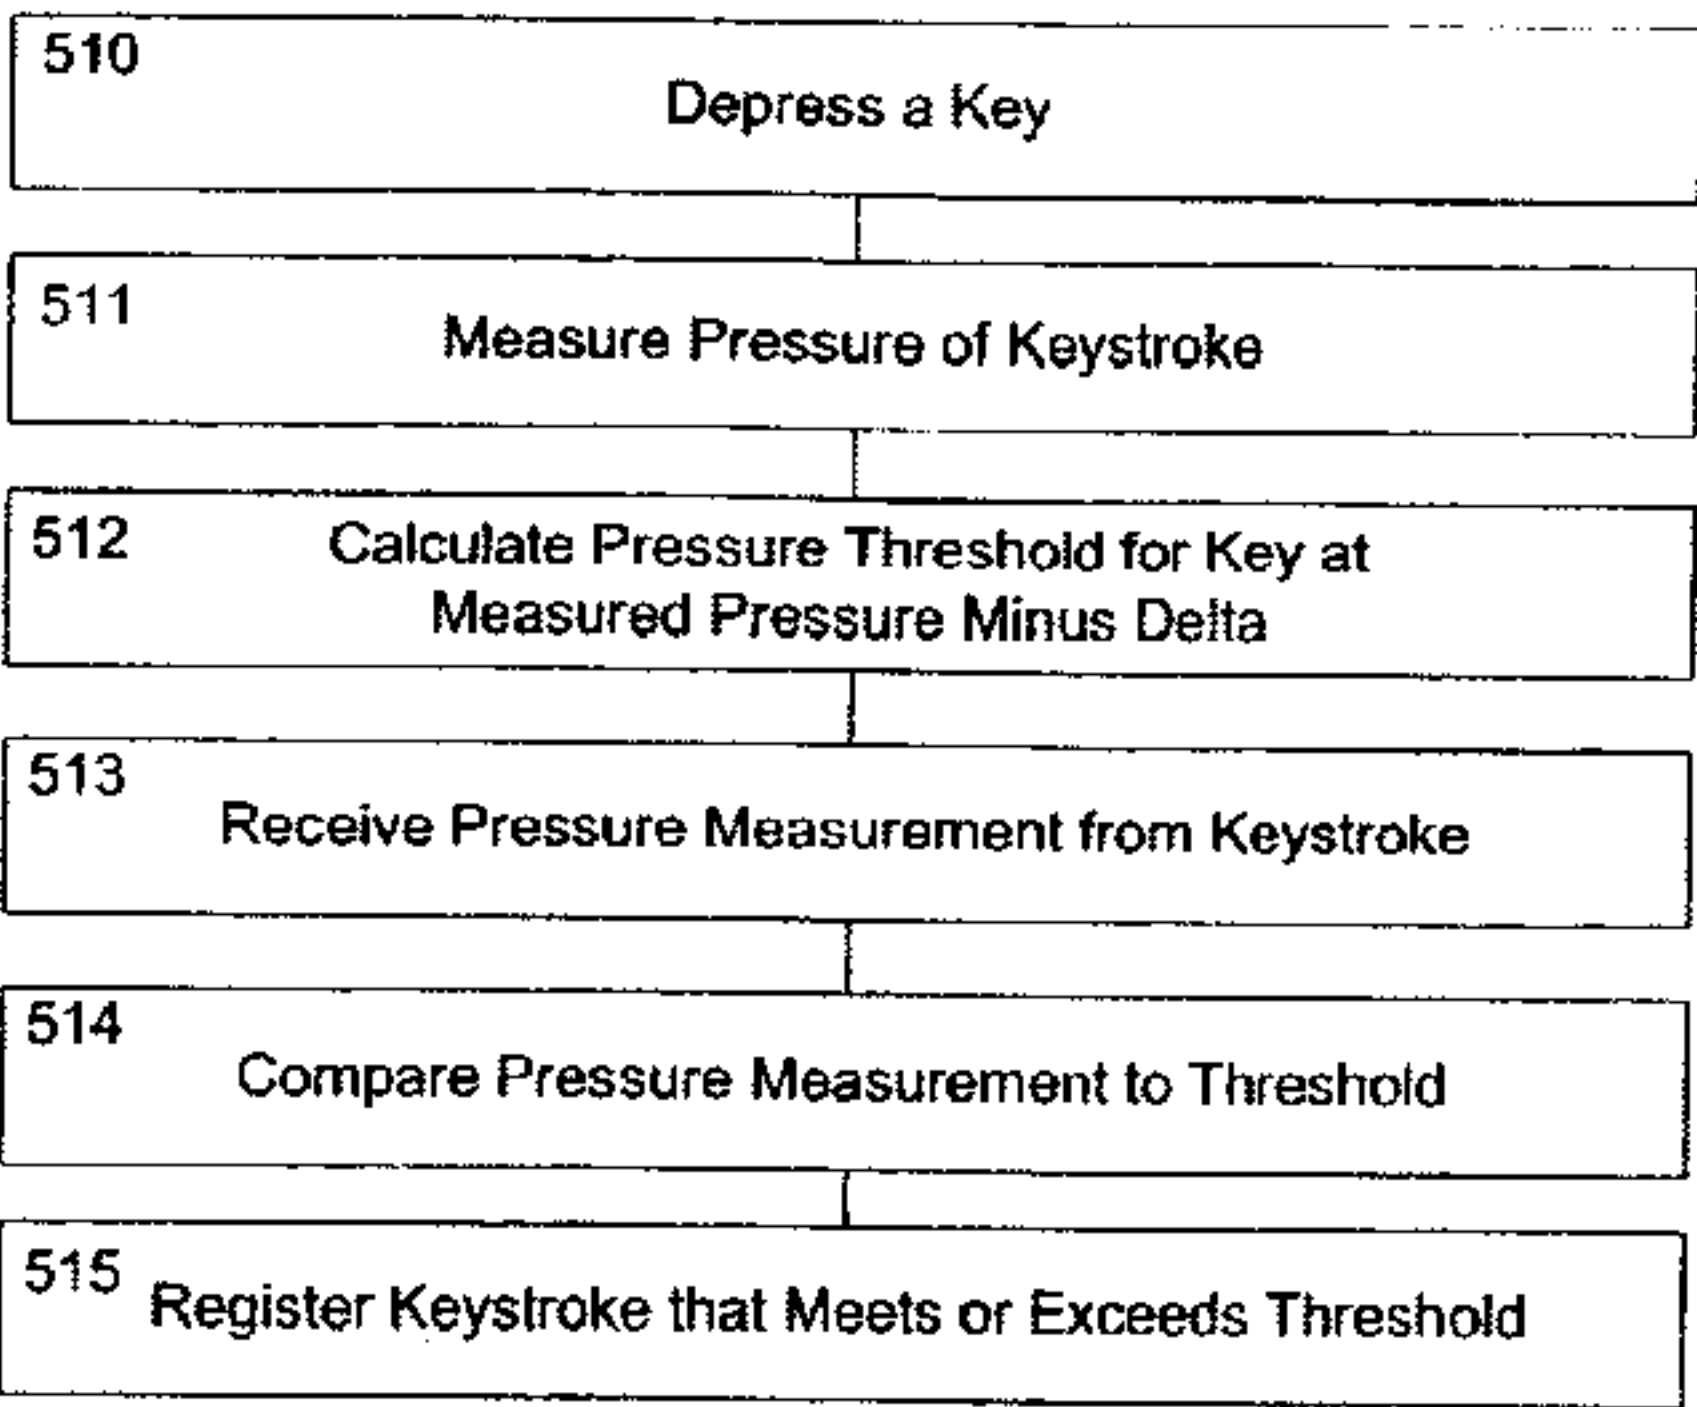 510
Depress a Key
511
Measure Pressure of Keystroke
512
Calculate Pressure Threshold for Key at
Measured Pressure Minus Delta
513
Receive Pressure Measurement from Keystroke
514
Compare Pressure Measurement to Threshold
515
Register Keystroke that Meets or Exceeds Threshold